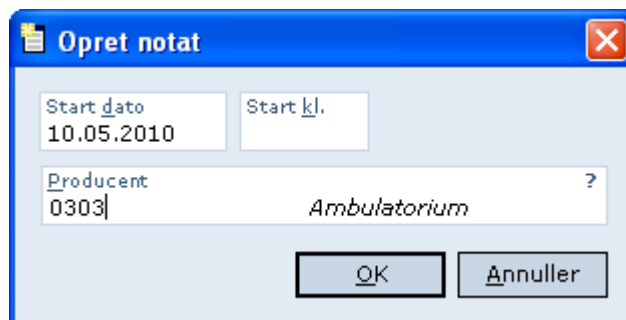 Opret notat
Start dato Start kl.
10.05.2010
Producent ?
0303 Ambulatorium
OK Annuller